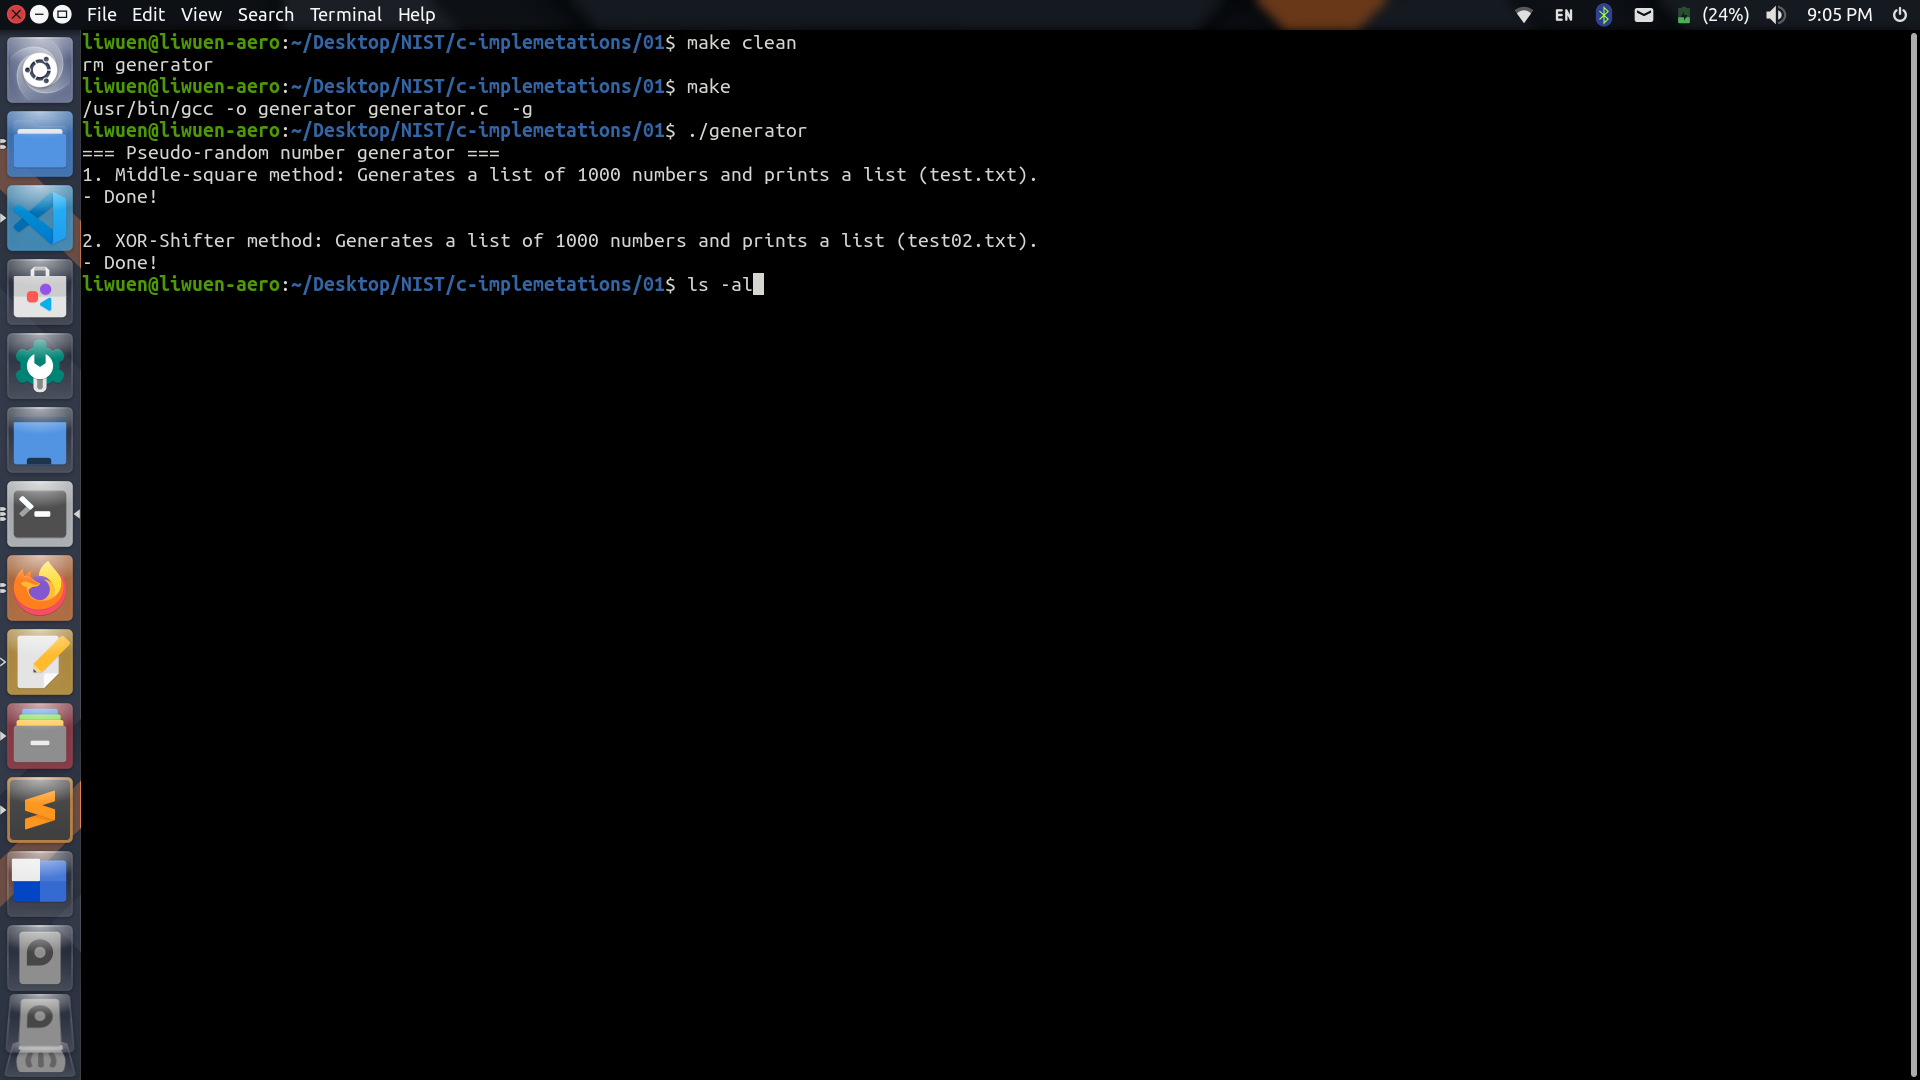 File Edit View Search Terminal Help EN (24%) 9:05 PM
liwuen@liwuen-aero:~/Desktop/NIST/c-implemetations/01$ make clean
rm generator
liwuen@liwuen-aero:~/Desktop/NIST/c-implemetations/01$ make
/usr/bin/gcc -o generator generator.c  -g
liwuen@liwuen-aero:~/Desktop/NIST/c-implemetations/01$ ./generator
=== Pseudo-random number generator ===
1. Middle-square method: Generates a list of 1000 numbers and prints a list (test.txt).
- Done!
2. XOR-Shifter method: Generates a list of 1000 numbers and prints a list (test02.txt).
- Done!
liwuen@liwuen-aero:~/Desktop/NIST/c-implemetations/01$ ls -al